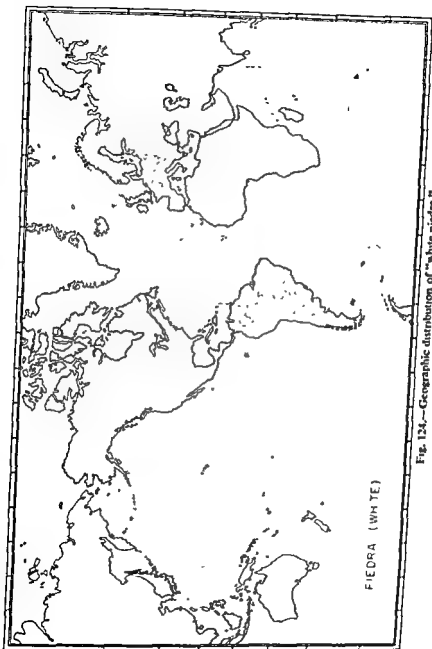 PIEDRA (WHITE)
Fig. 124.—Geographic distribution of "white piedra."